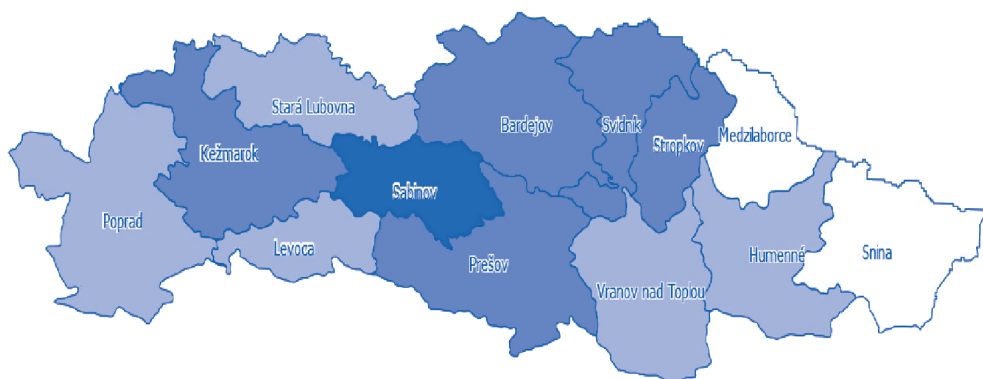 Stará Lubovna
Bardejov
Svidník
Stropkov
Medzilaborce
Kežmarok
Sabinov
Poprad
Levoca
Prešov
Vranov nad Toplou
Humenné
Snina